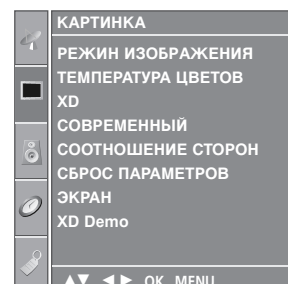 КАРТИНКА
РЕЖИН ИЗОБРАЖЕНИЯ
ТЕМПЕРАТУРА ЦВЕТОВ
XD
СОВРЕМЕННЫЙ
СООТНОШЕНИЕ СТОРОН
СБРОС ПАРАМЕТРОВ
ЭКРАН
XD Demo
▲▼ ◄► OK MENU